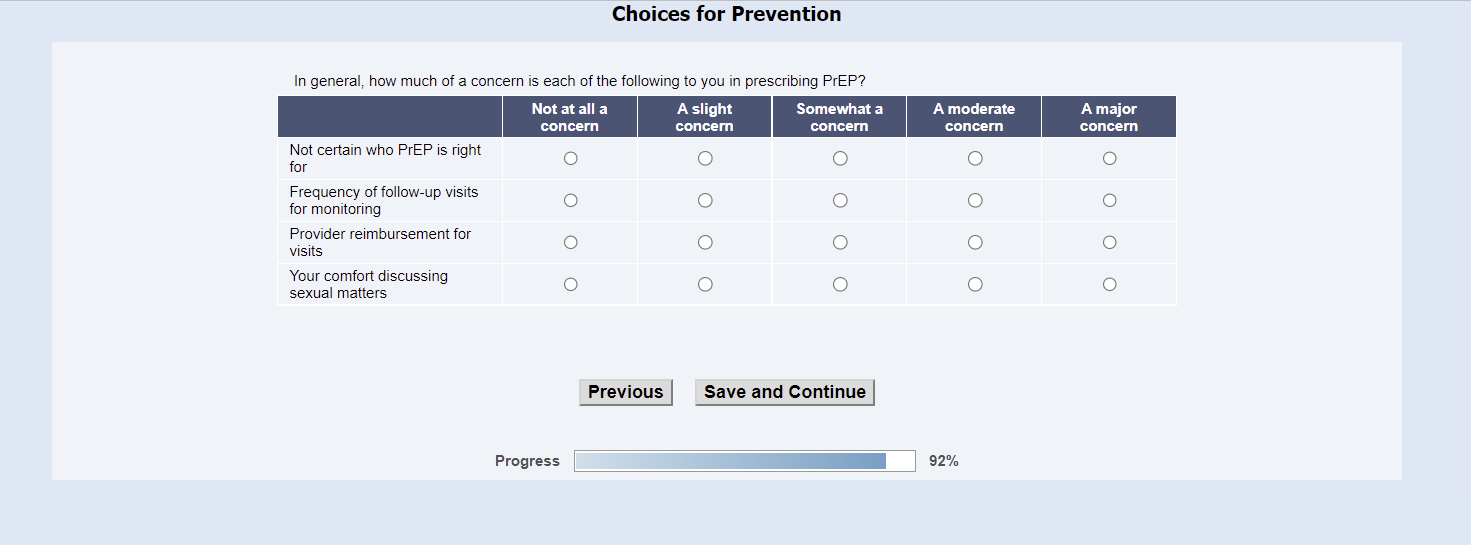 Choices for Prevention
In general, how much of a concern is each of the following to you in prescribing PrEP?
Not at all a concern
A slight concern
Somewhat a concern
A moderate concern
A major concern
Not certain who PrEP is right
for
Frequency of follow-up visits
for monitoring
Provider reimbursement for
visits
Your comfort discussing
sexual matters
Previous
Save and Continue
Progress
92%